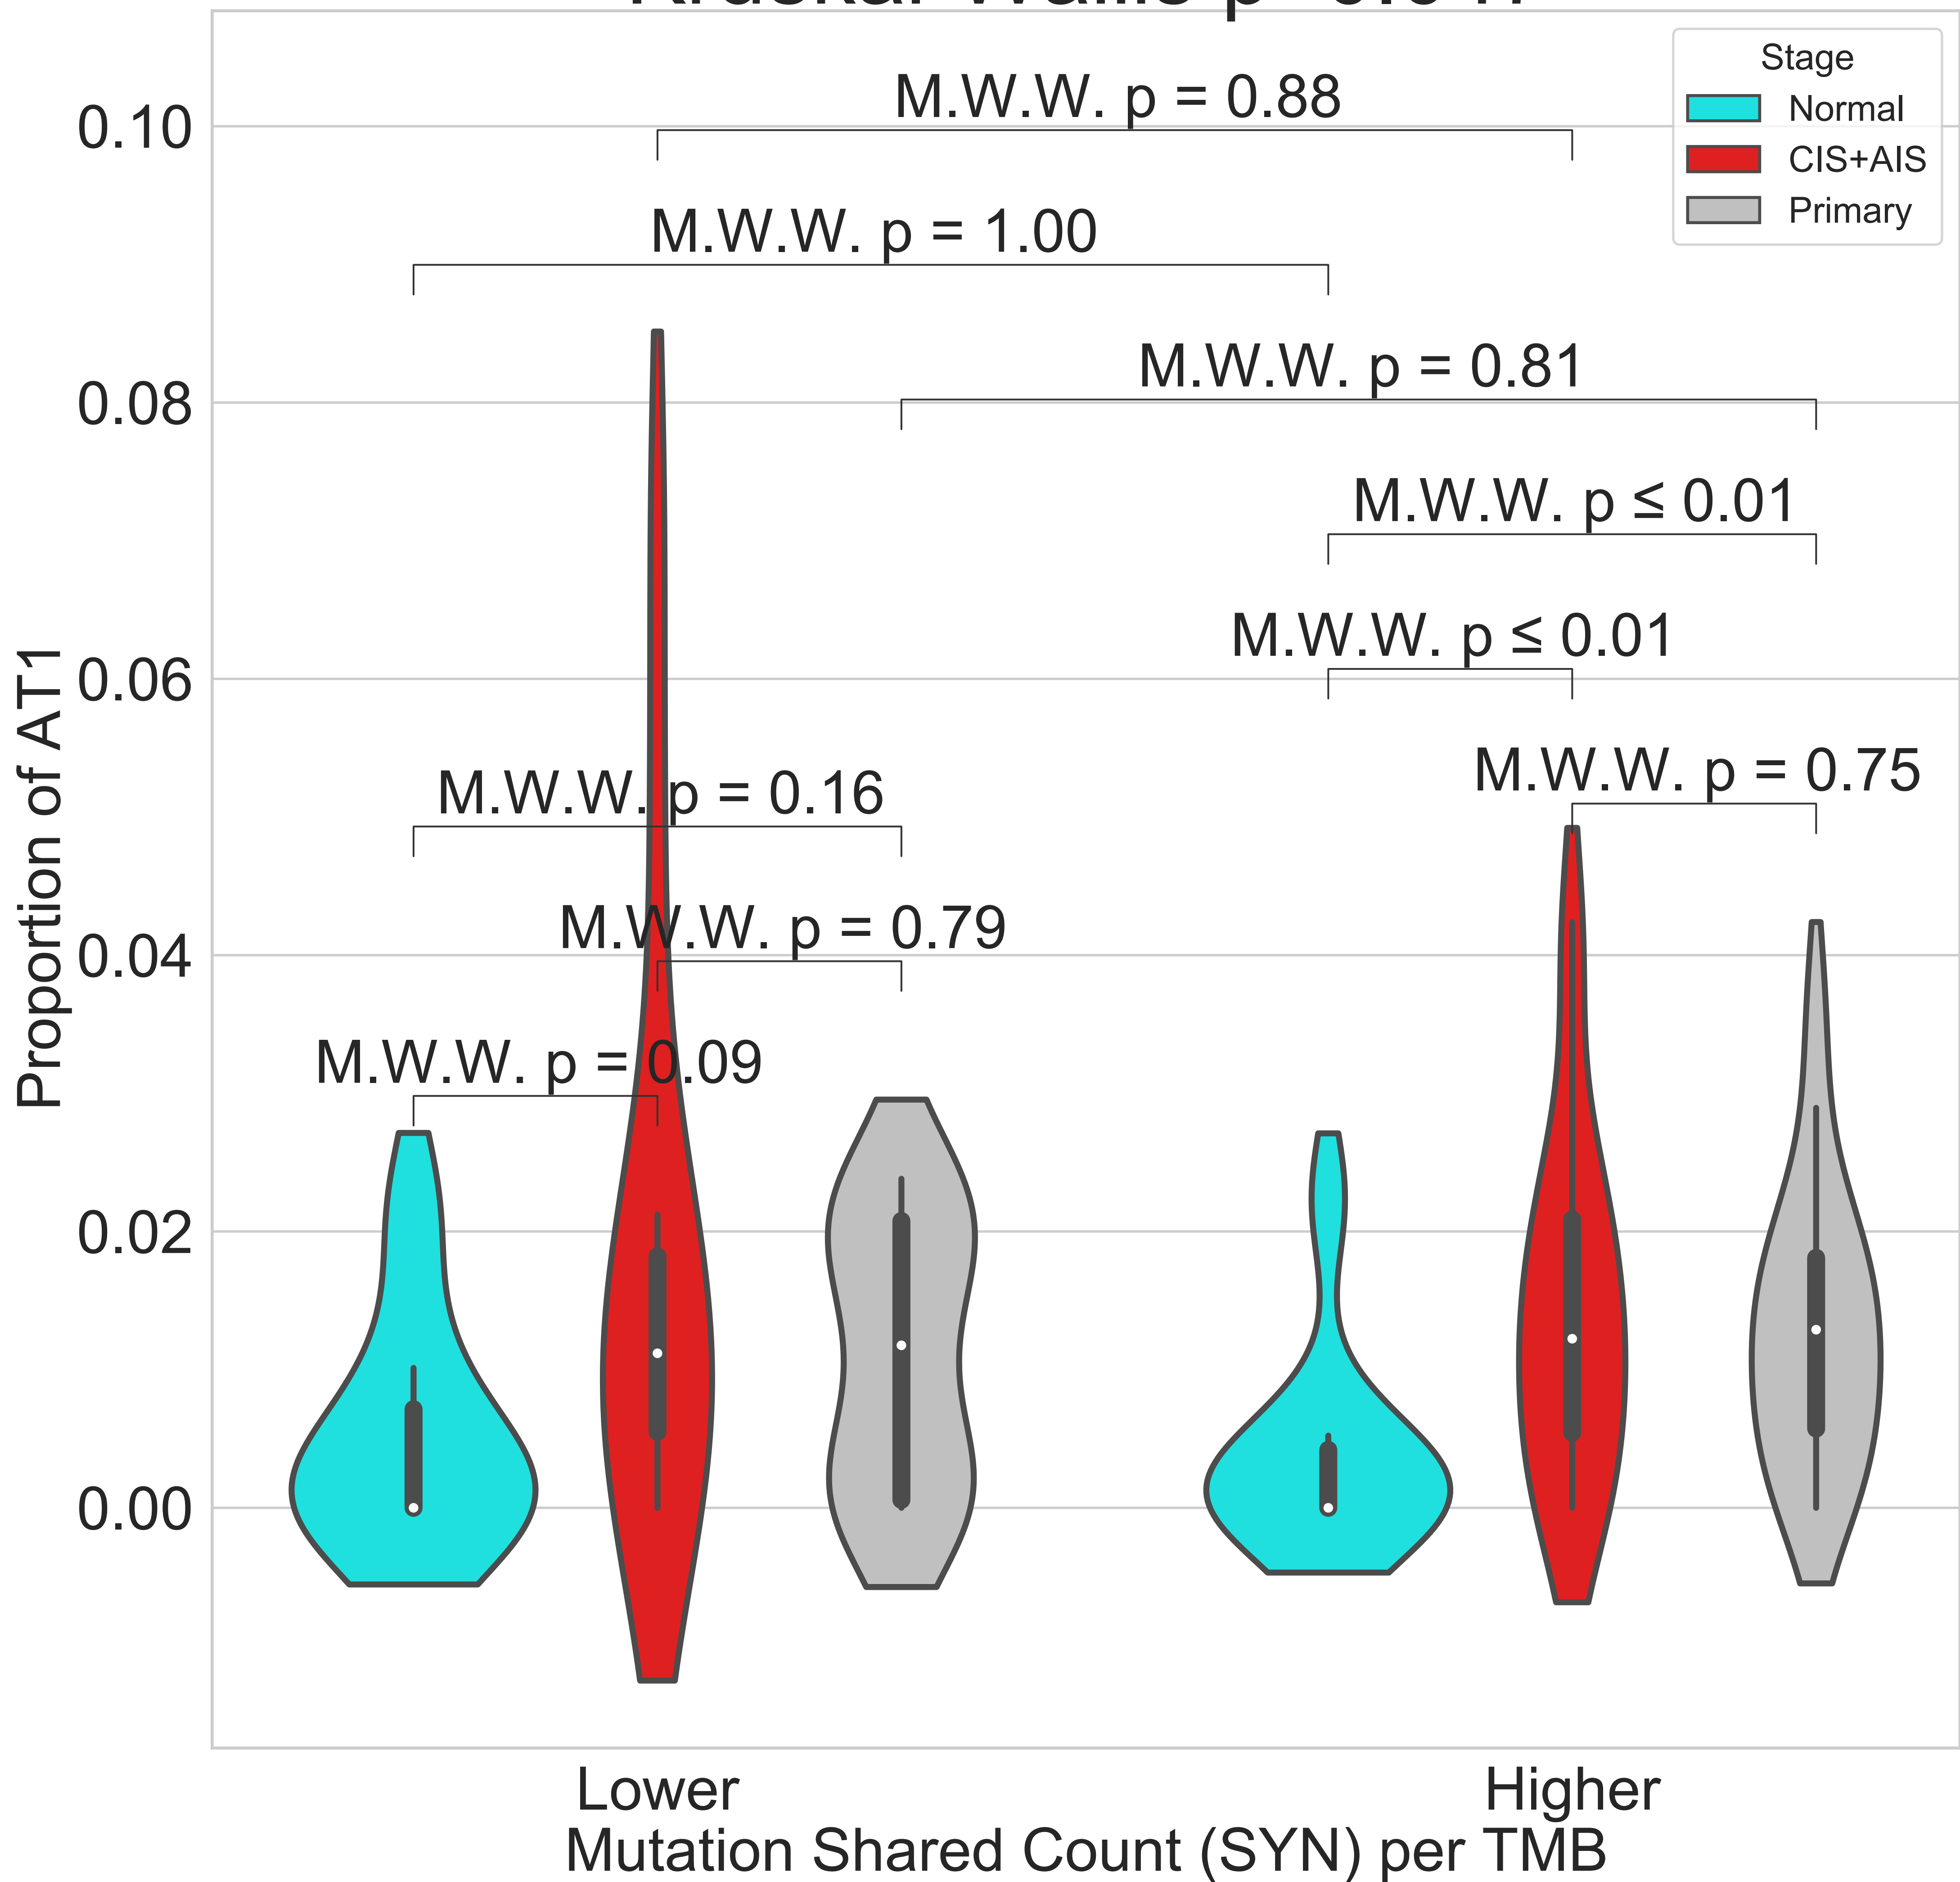 Stage
Normal
CIS+AIS
Primary
M.W.W. p = 0.88
M.W.W. p = 1.00
M.W.W. p = 0.81
M.W.W. p ≤ 0.01
M.W.W. p ≤ 0.01
M.W.W. p = 0.75
M.W.W. p = 0.16
M.W.W. p = 0.79
M.W.W. p = 0.09
Proportion of AT1
0.10
0.08
0.06
0.04
0.02
0.00
Lower
Higher
Mutation Shared Count (SYN) per TMB